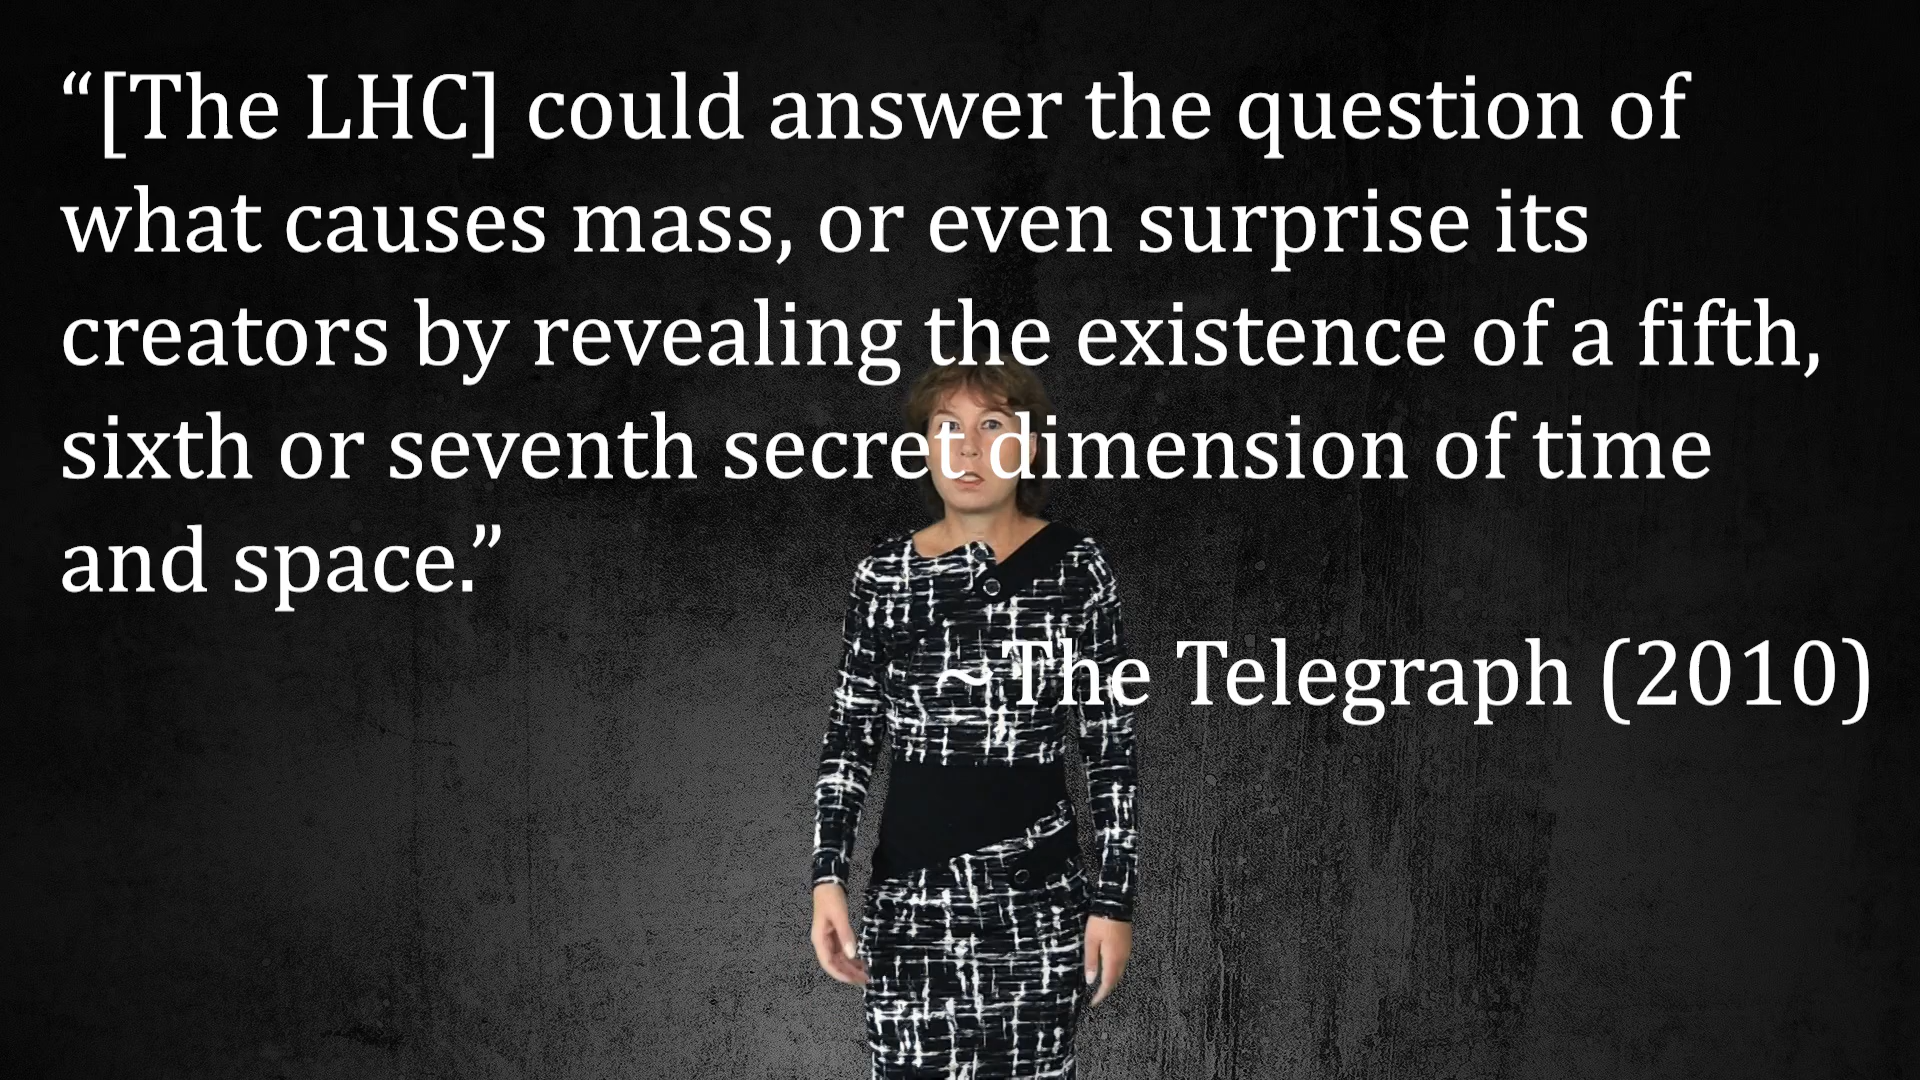 “[The LHC] could answer the question of
what causes mass, or even surprise its
creators by revealing the existence of a fifth,
sixth or seventh secret dimension of time
and space.”
~The Telegraph (2010)